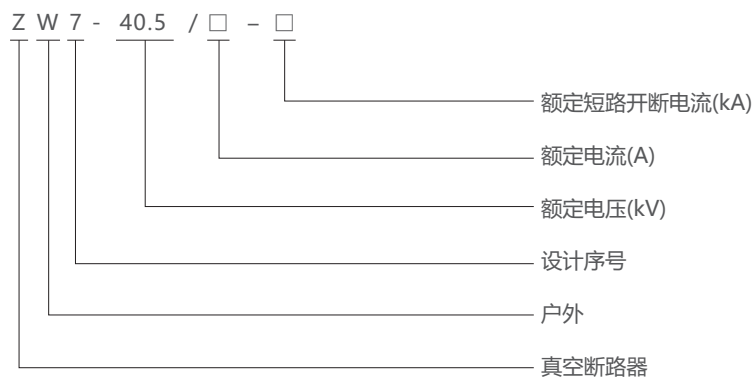 ZW7-40.5/□–□
额定短路开断电流(kA)
额定电流(A)
额定电压(kV)
设计序号
户外
真空断路器